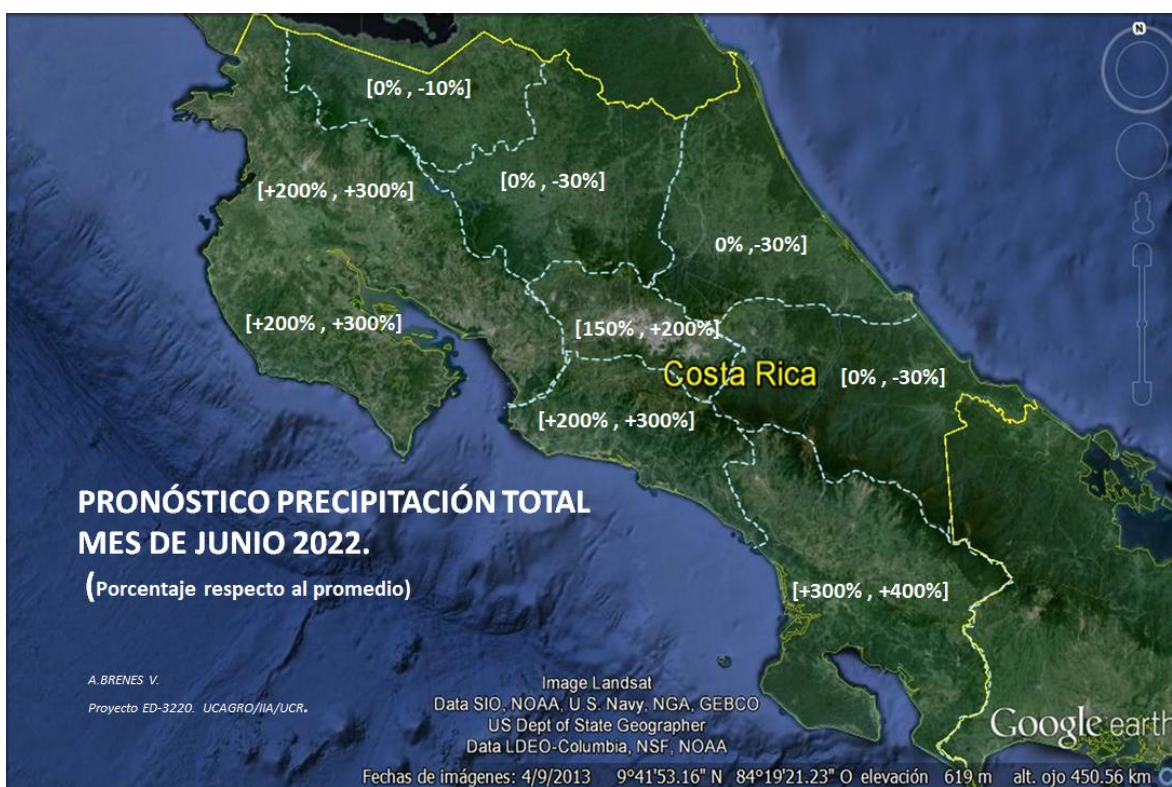 N
[0% , -10%]
[0% , -30%]
[+200% , +300%]
0% ,-30%]
[+200% , +300%]
[150% , +200%]
Costa Rica
[0% , -30%]
[+200% , +300%]
PRONÓSTICO PRECIPITACIÓN TOTAL
MES DE JUNIO 2022.
(Porcentaje respecto al promedio)
[+300% , +400%]
A.BRENES V.
Proyecto ED-3220. UCAGRO/IIA/UCR.
Image Landsat
Data SIO, NOAA, U.S. Navy, NGA, GEBCO
US Dept of State Geographer
Data LDEO-Columbia, NSF, NOAA
Google earth
Fechas de imágenes: 4/9/2013 9°41'53.16" N 84°19'21.23" O elevación 619 m alt. ojo 450.56 km